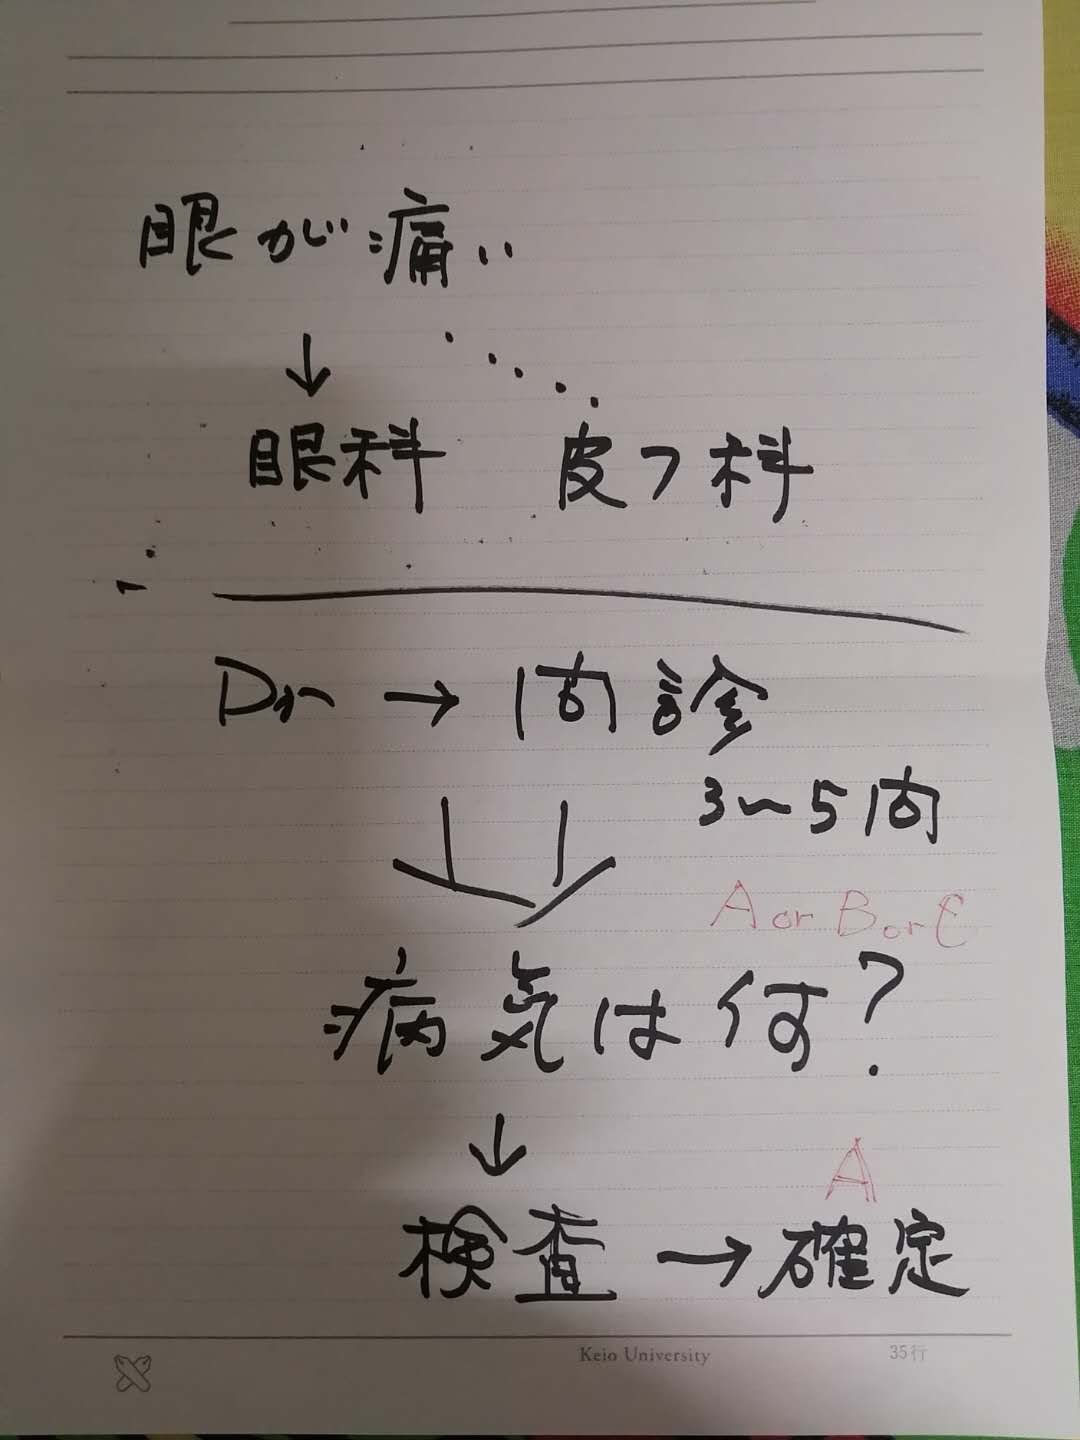 眼が痛い
↓
眼科 皮フ科
Dr → 問診
3〜5問
A or B or C
病気は何?
↓
A
検査 → 確定
Keio University 35行